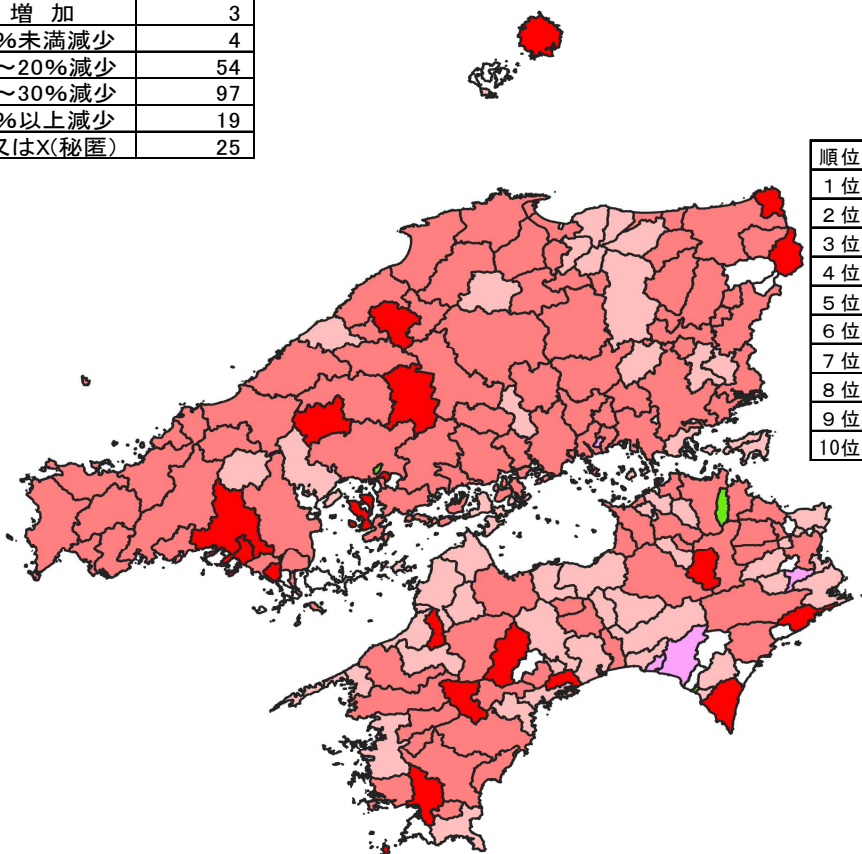 増 加 3
%未満減少 4
~20%減少 54
~30%減少 97
%以上減少 19
又はX(秘匿) 25
順位
1位
2位
3位
4位
5位
6位
7位
8位
9位
10位